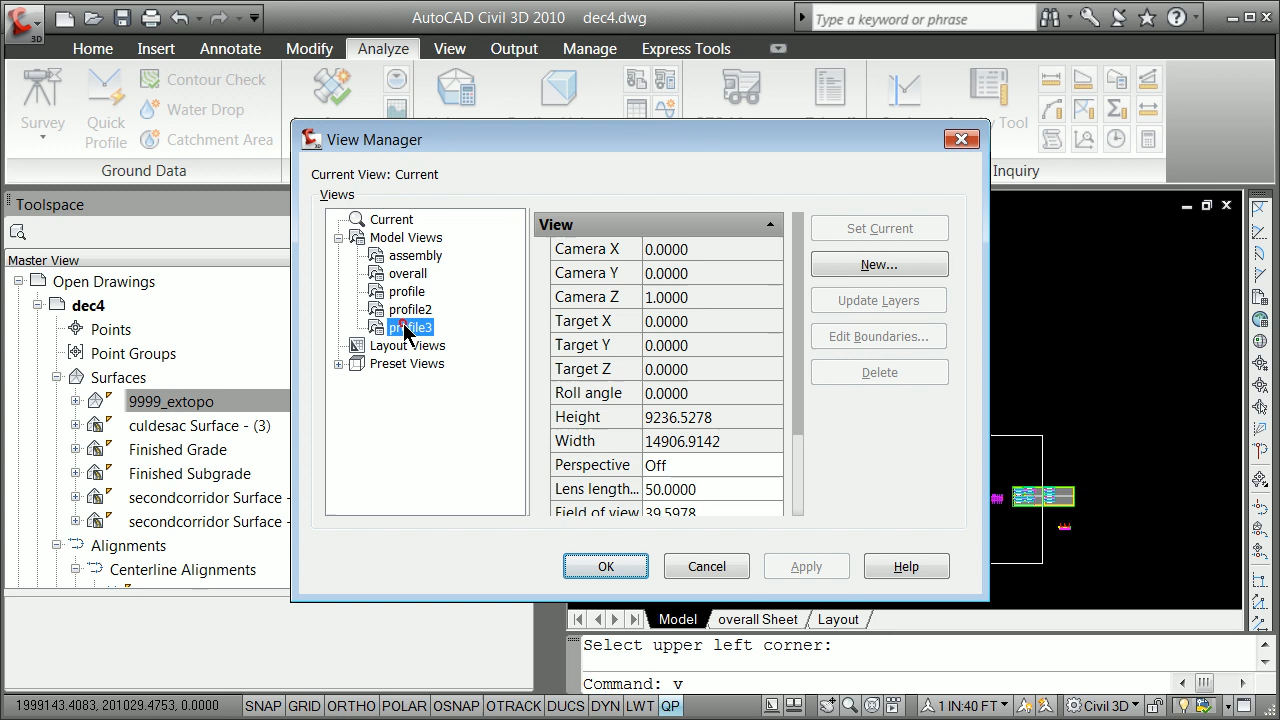 AutoCAD Civil 3D 2010 dec4.dwg
Type a keyword or phrase
3D
Home Insert Annotate Modify Analyze View Output Manage Express Tools
Contour Check
Water Drop
Survey Quick Profile
Catchment Area
Tool
Ground Data
Inquiry
View Manager
Current View: Current
Views
Toolspace
Master View
Open Drawings
dec4
Points
Point Groups
Surfaces
9999_extopo
culdesac Surface - (3)
Finished Grade
Finished Subgrade
secondcorridor Surface -
secondcorridor Surface -
Alignments
Centerline Alignments
Current
Model Views
assembly
overall
profile
profile2
profile3
Layout Views
Preset Views
View
Camera X 0.0000
Camera Y 0.0000
Camera Z 1.0000
Target X 0.0000
Target Y 0.0000
Target Z 0.0000
Roll angle 0.0000
Height 9236.5278
Width 14906.9142
Perspective Off
Lens length... 50.0000
Field of view 39.5978
Set Current
New...
Update Layers
Edit Boundaries...
Delete
OK Cancel Apply Help
Model overall Sheet Layout
Select upper left corner:
Command: v
1999143.4083, 201029.4753, 0.0000 SNAP GRID ORTHO POLAR OSNAP OTRACK DUCS DYN LWT QP 1 IN:40 FT Civil 3D